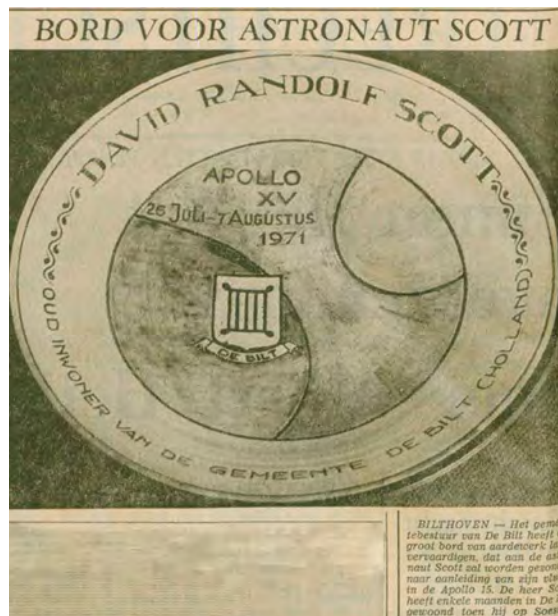 BORD VOOR ASTRONAUT SCOTT
DAVID RANDOLF SCOTT
APOLLO
XV
26 JULI-7 AUGUSTUS
1971
DE BILT
OUD INWONER VAN DE GEMEENTE DE BILT (HOLLAND)
BILTHOVEN — Het geme
tebestuur van De Bilt heeft
groot bord van aardewerk
vervaardigen, dat aan de
naut Scott zal worden
naar aanleiding van zijn
in de Apollo 15. De heer
heeft enkele maanden in De
gewoond toen hij op